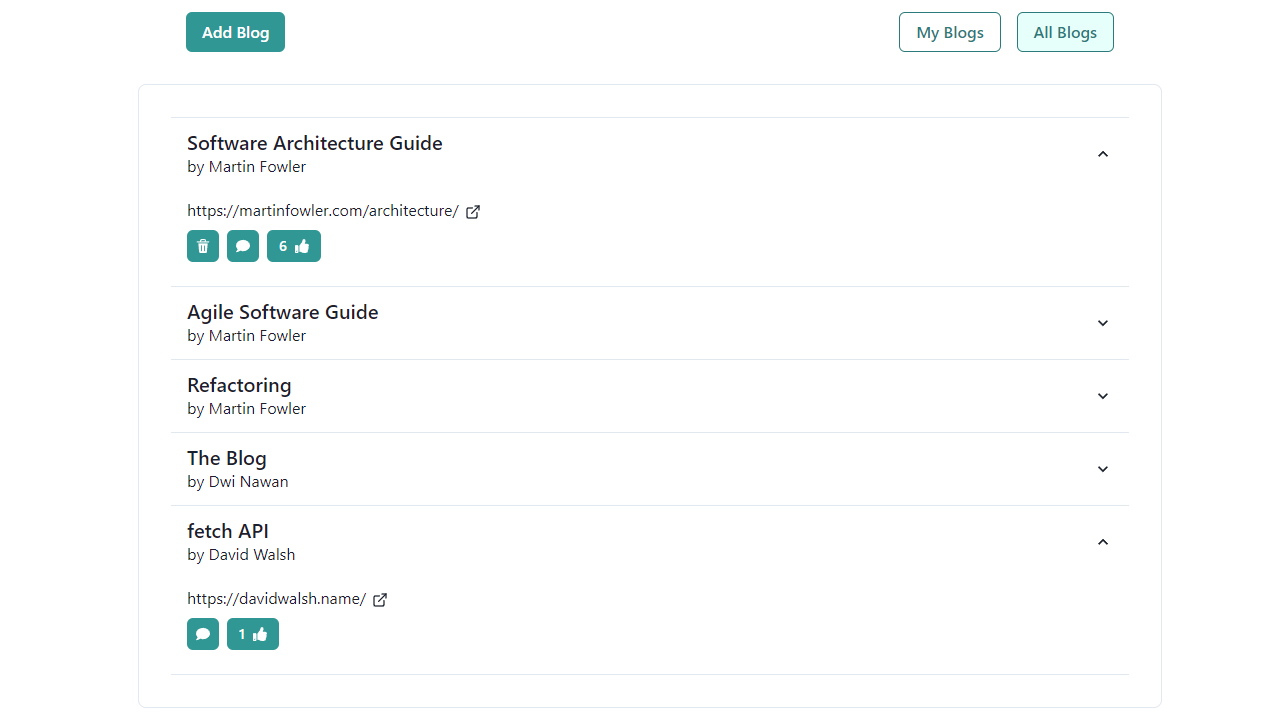 Add Blog
My Blogs
All Blogs
Software Architecture Guide
by Martin Fowler
https://martinfowler.com/architecture/
6
Agile Software Guide
by Martin Fowler
Refactoring
by Martin Fowler
The Blog
by Dwi Nawan
fetch API
by David Walsh
https://davidwalsh.name/
1